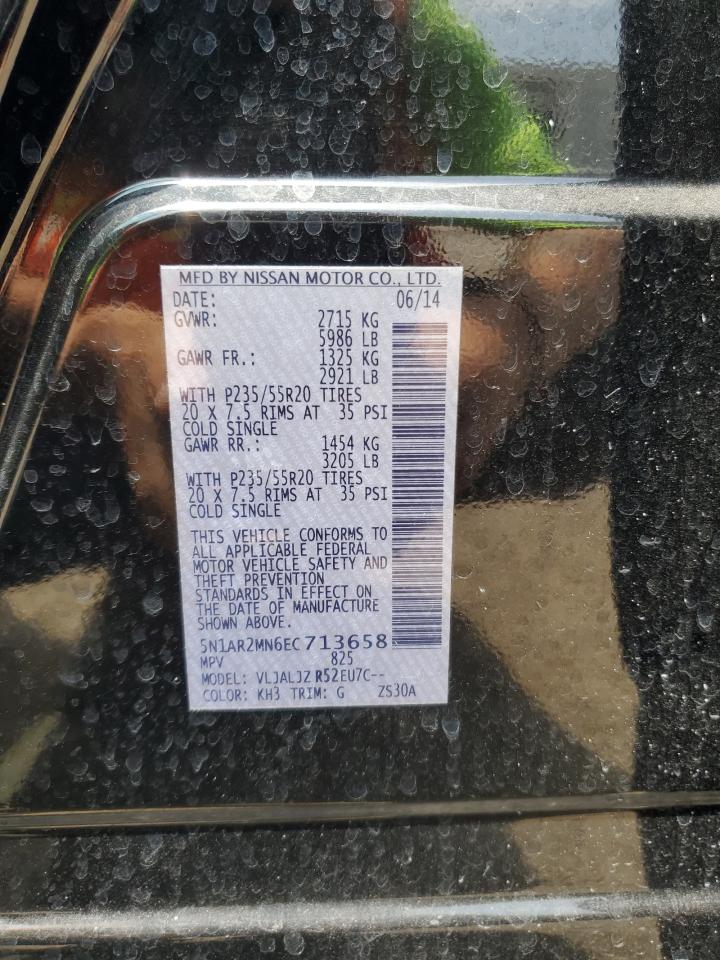 MFD BY NISSAN MOTOR CO., LTD.
DATE: 06/14
GVWR: 2715 KG
5986 LB
GAWR FR.: 1325 KG
2921 LB
WITH P235/55R20 TIRES
20 X 7.5 RIMS AT 35 PSI
COLD SINGLE
GAWR RR.: 1454 KG
3205 LB
WITH P235/55R20 TIRES
20 X 7.5 RIMS AT 35 PSI
COLD SINGLE
THIS VEHICLE CONFORMS TO
ALL APPLICABLE FEDERAL
MOTOR VEHICLE SAFETY AND
THEFT PREVENTION
STANDARDS IN EFFECT ON
THE DATE OF MANUFACTURE
SHOWN ABOVE.
5N1AR2MN6EC713658
MPV 825
MODEL: VLJALJZ R52EU7C--
COLOR: KH3 TRIM: G ZS30A